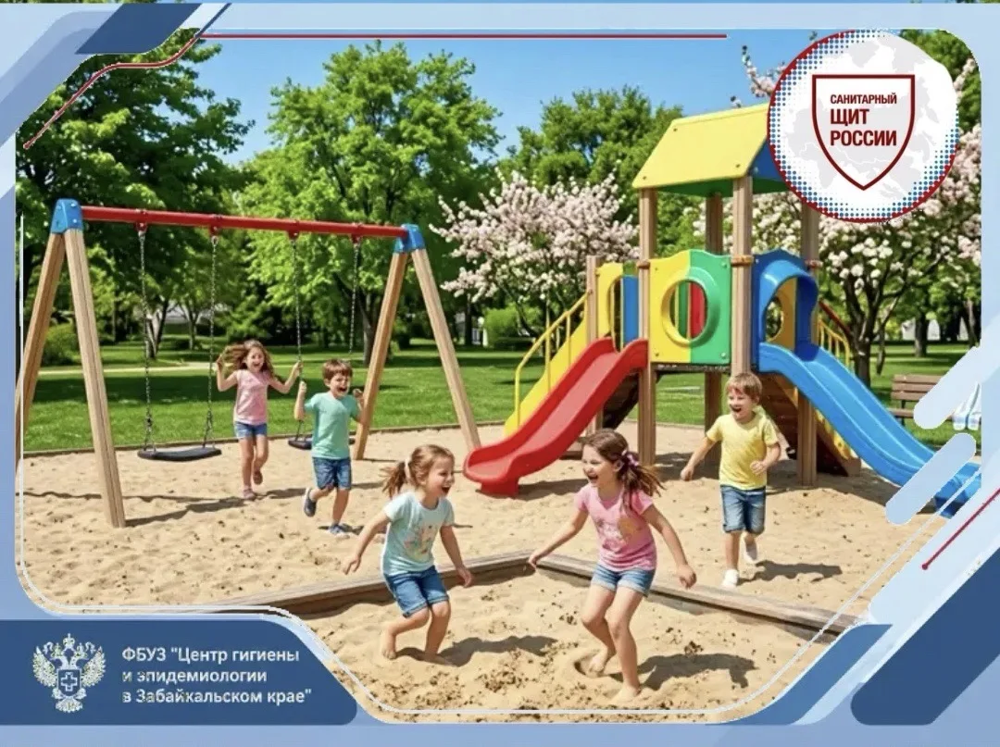 САНИТАРНЫЙ
ЩИТ
РОССИИ
ФБУЗ "Центр гигиены
и эпидемиологии
в Забайкальском крае"